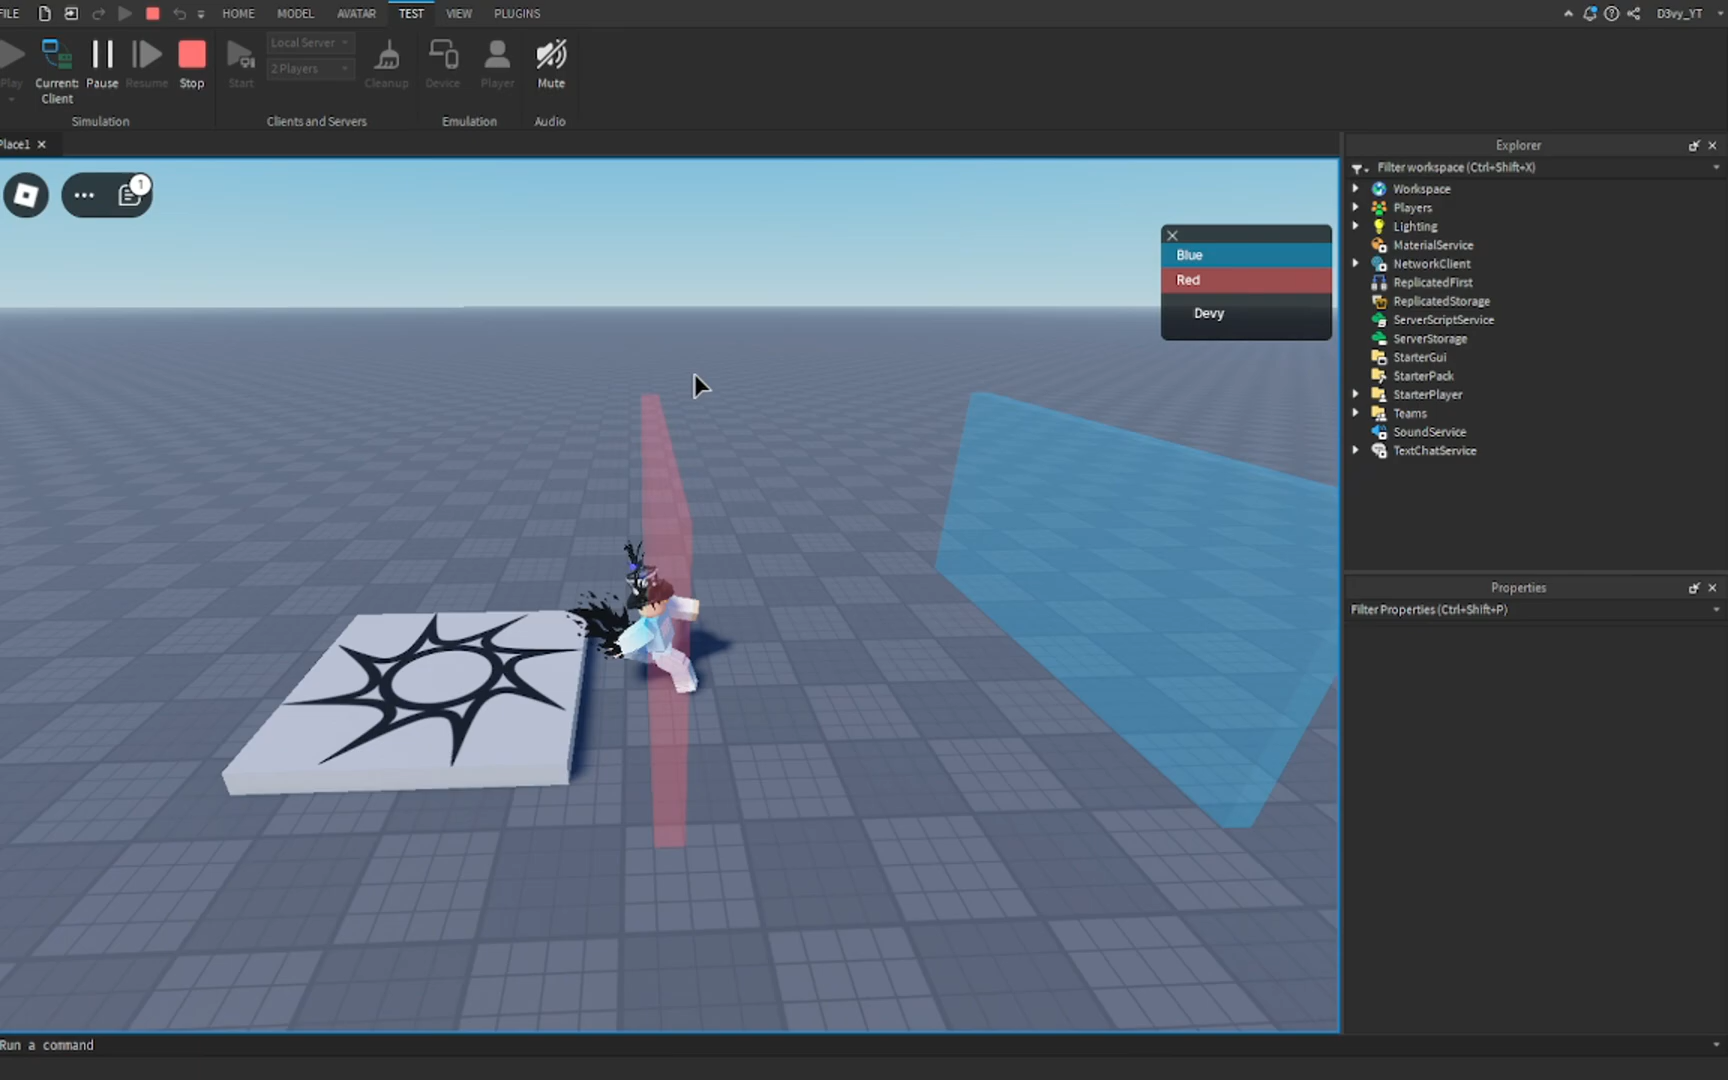 FILE HOME MODEL AVATAR TEST VIEW PLUGINS D3vy_YT
Play Current: Client Pause Resume Stop Start Local Server 2 Players Cleanup Device Player Mute
Simulation Clients and Servers Emulation Audio
Place1
1
Blue
Red
Devy
Explorer
Filter workspace (Ctrl+Shift+X)
Workspace
Players
Lighting
MaterialService
NetworkClient
ReplicatedFirst
ReplicatedStorage
ServerScriptService
ServerStorage
StarterGui
StarterPack
StarterPlayer
Teams
SoundService
TextChatService
Properties
Filter Properties (Ctrl+Shift+P)
Run a command